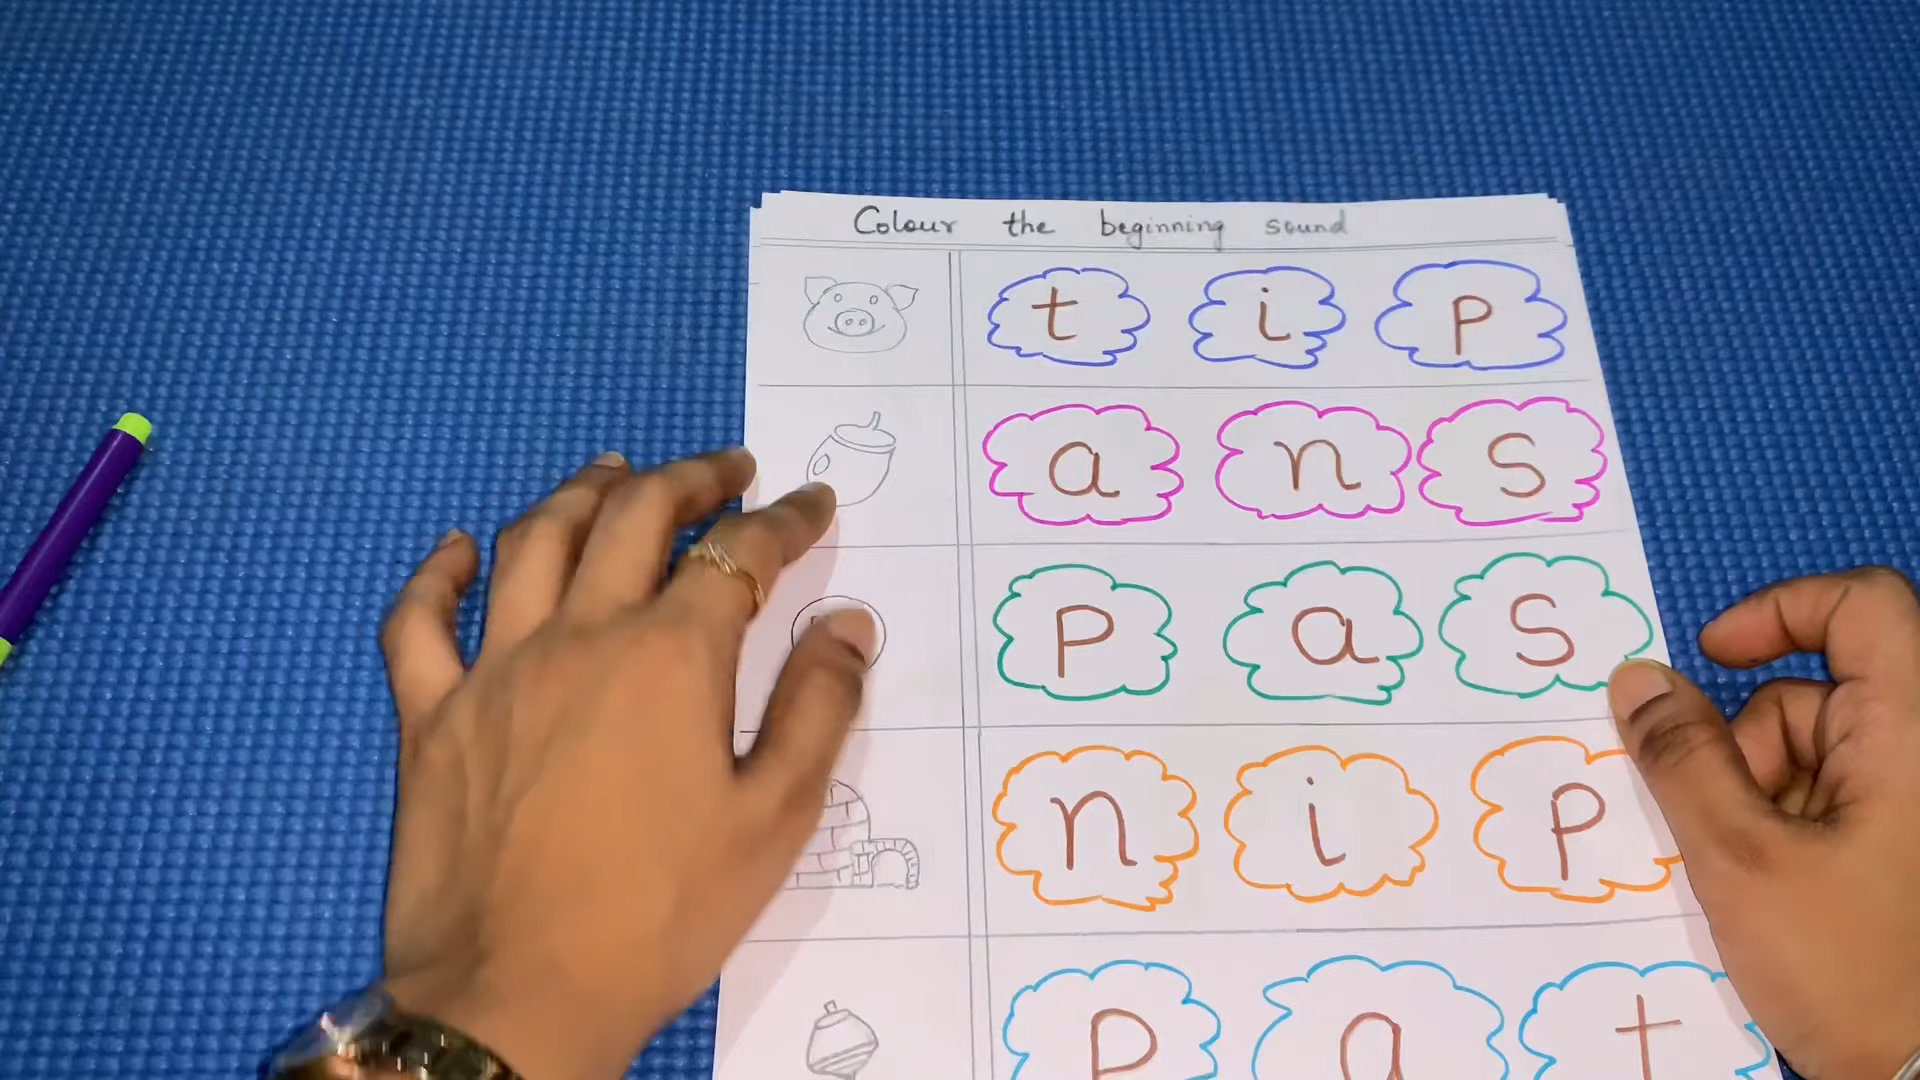 Colour the beginning sound
t i p
a n s
p a s
n i p
p a t